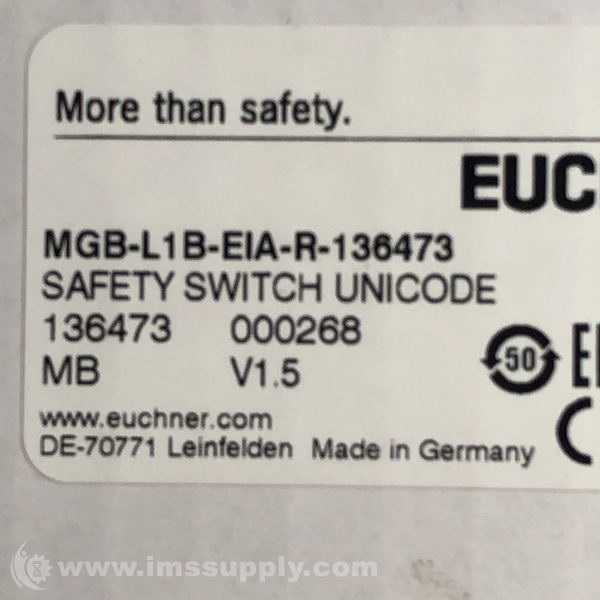 More than safety.
EUC
MGB-L1B-EIA-R-136473
SAFETY SWITCH UNICODE
136473 000268
MB V1.5
50
www.euchner.com
DE-70771 Leinfelden Made in Germany
www.imssupply.com